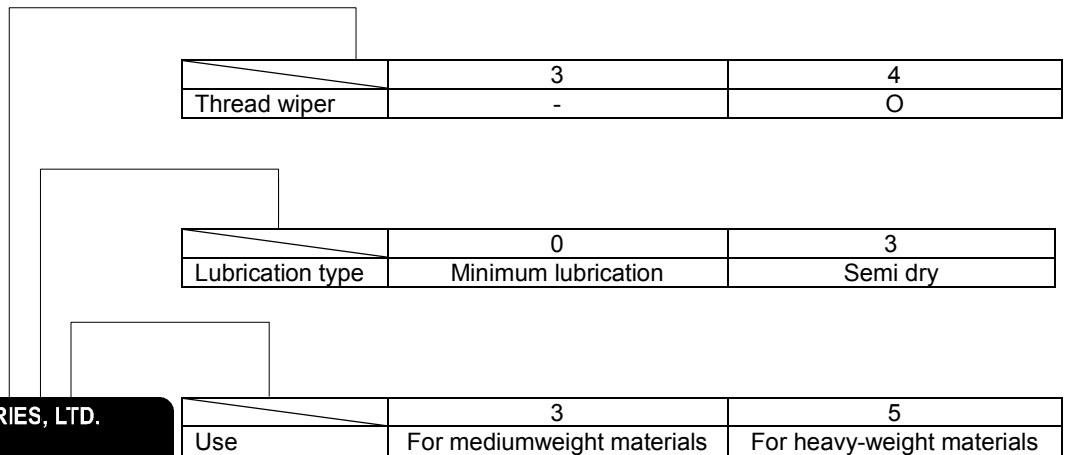 3 4
Thread wiper - O
0 3
Lubrication type Minimum lubrication Semi dry
RIES, LTD. 3 5
Use For mediumweight materials For heavy-weight materials